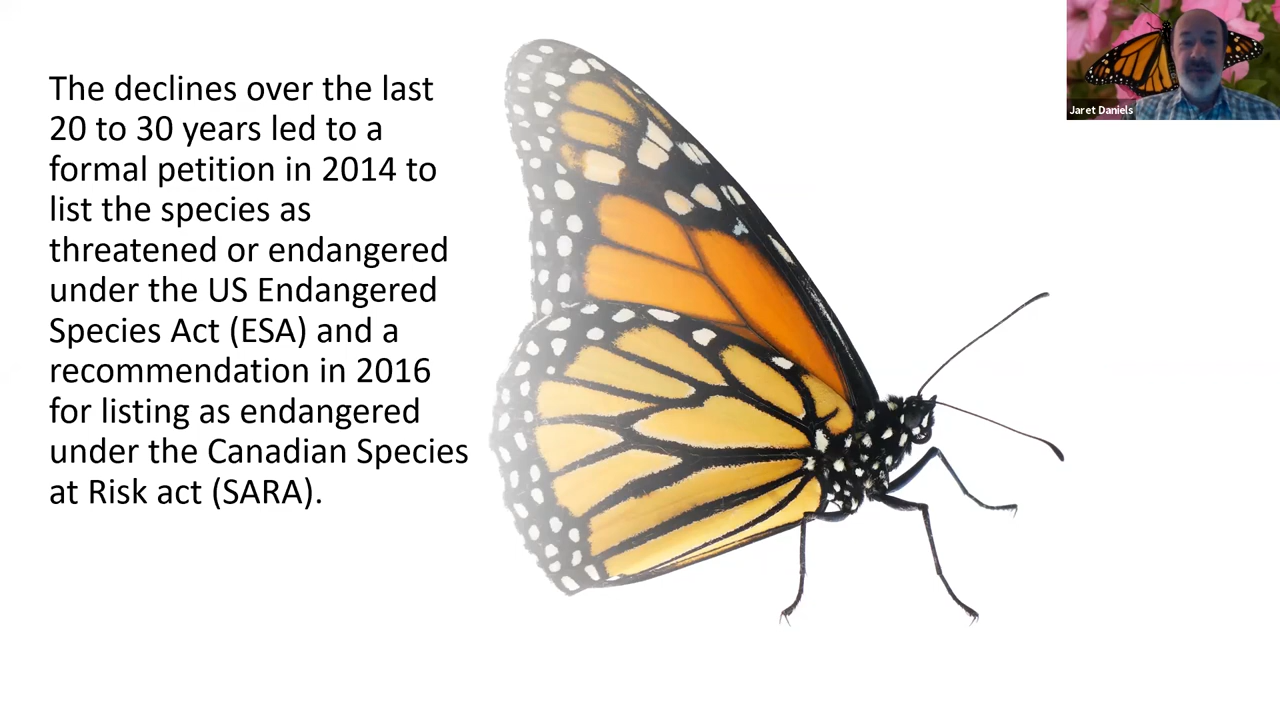 The declines over the last
20 to 30 years led to a
formal petition in 2014 to
list the species as
threatened or endangered
under the US Endangered
Species Act (ESA) and a
recommendation in 2016
for listing as endangered
under the Canadian Species
at Risk act (SARA).
Jaret Daniels